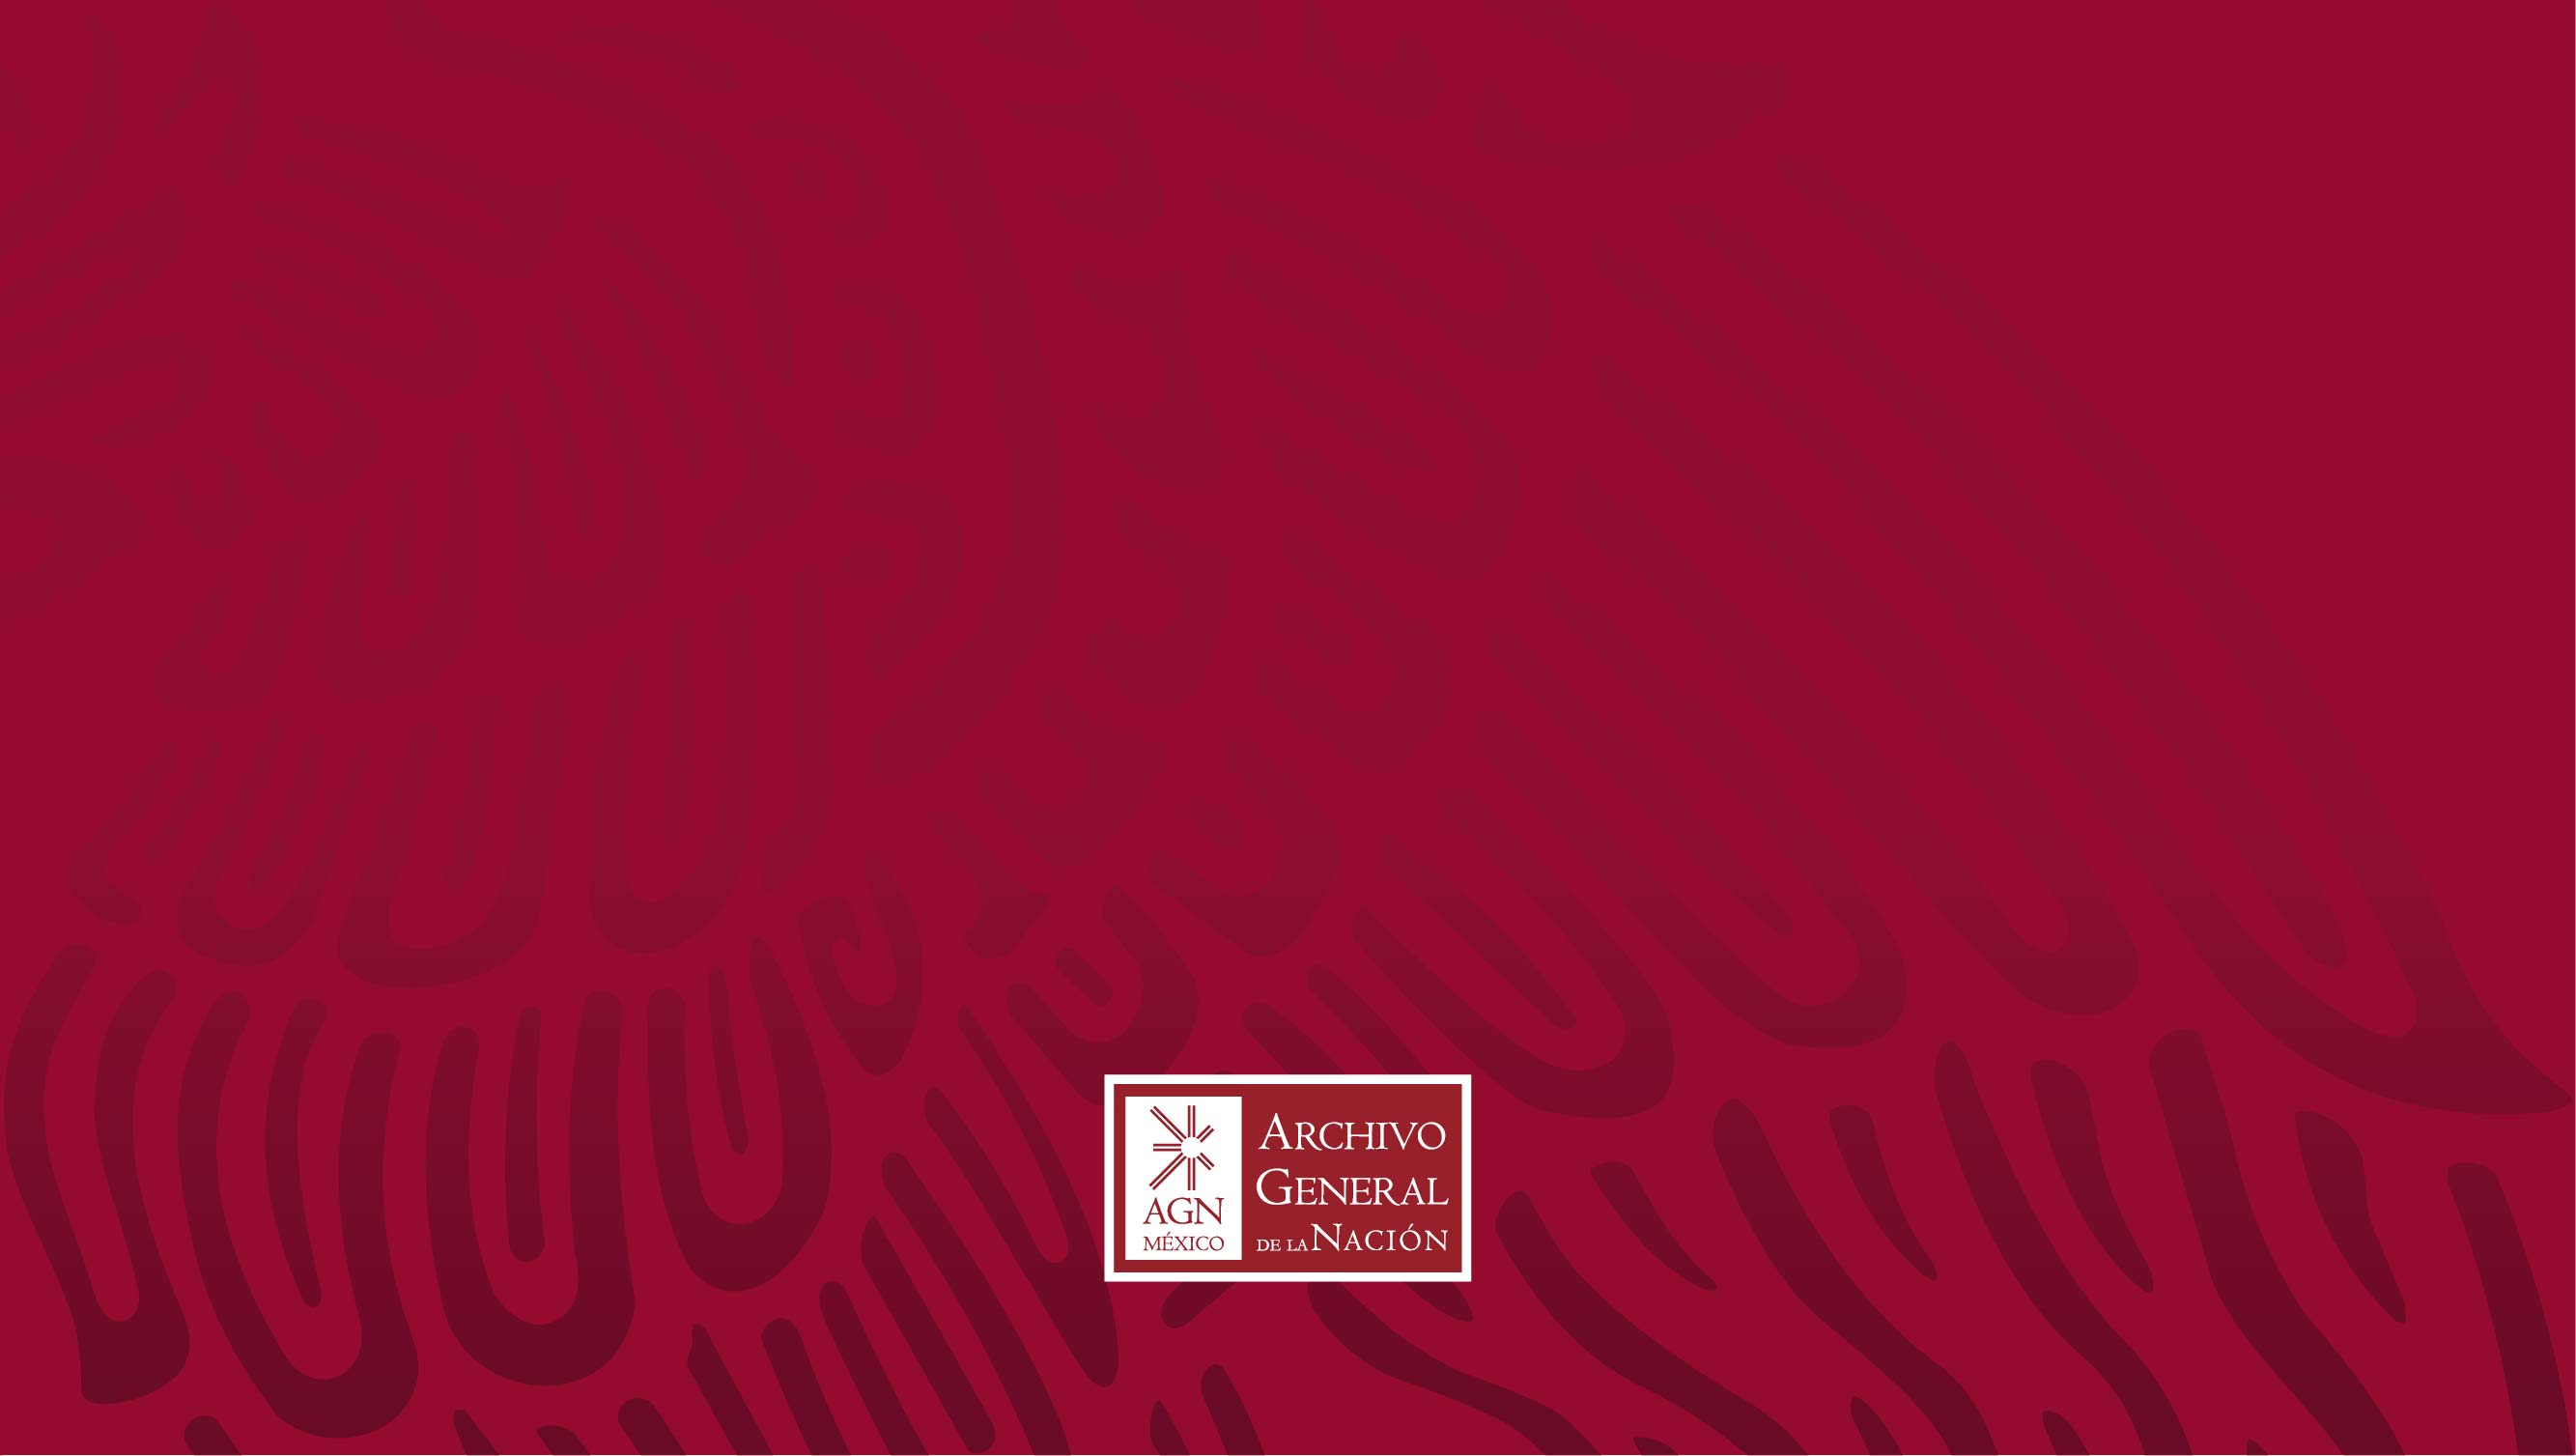 AGN
MÉXICO
ARCHIVO
GENERAL
DE LA NACIÓN